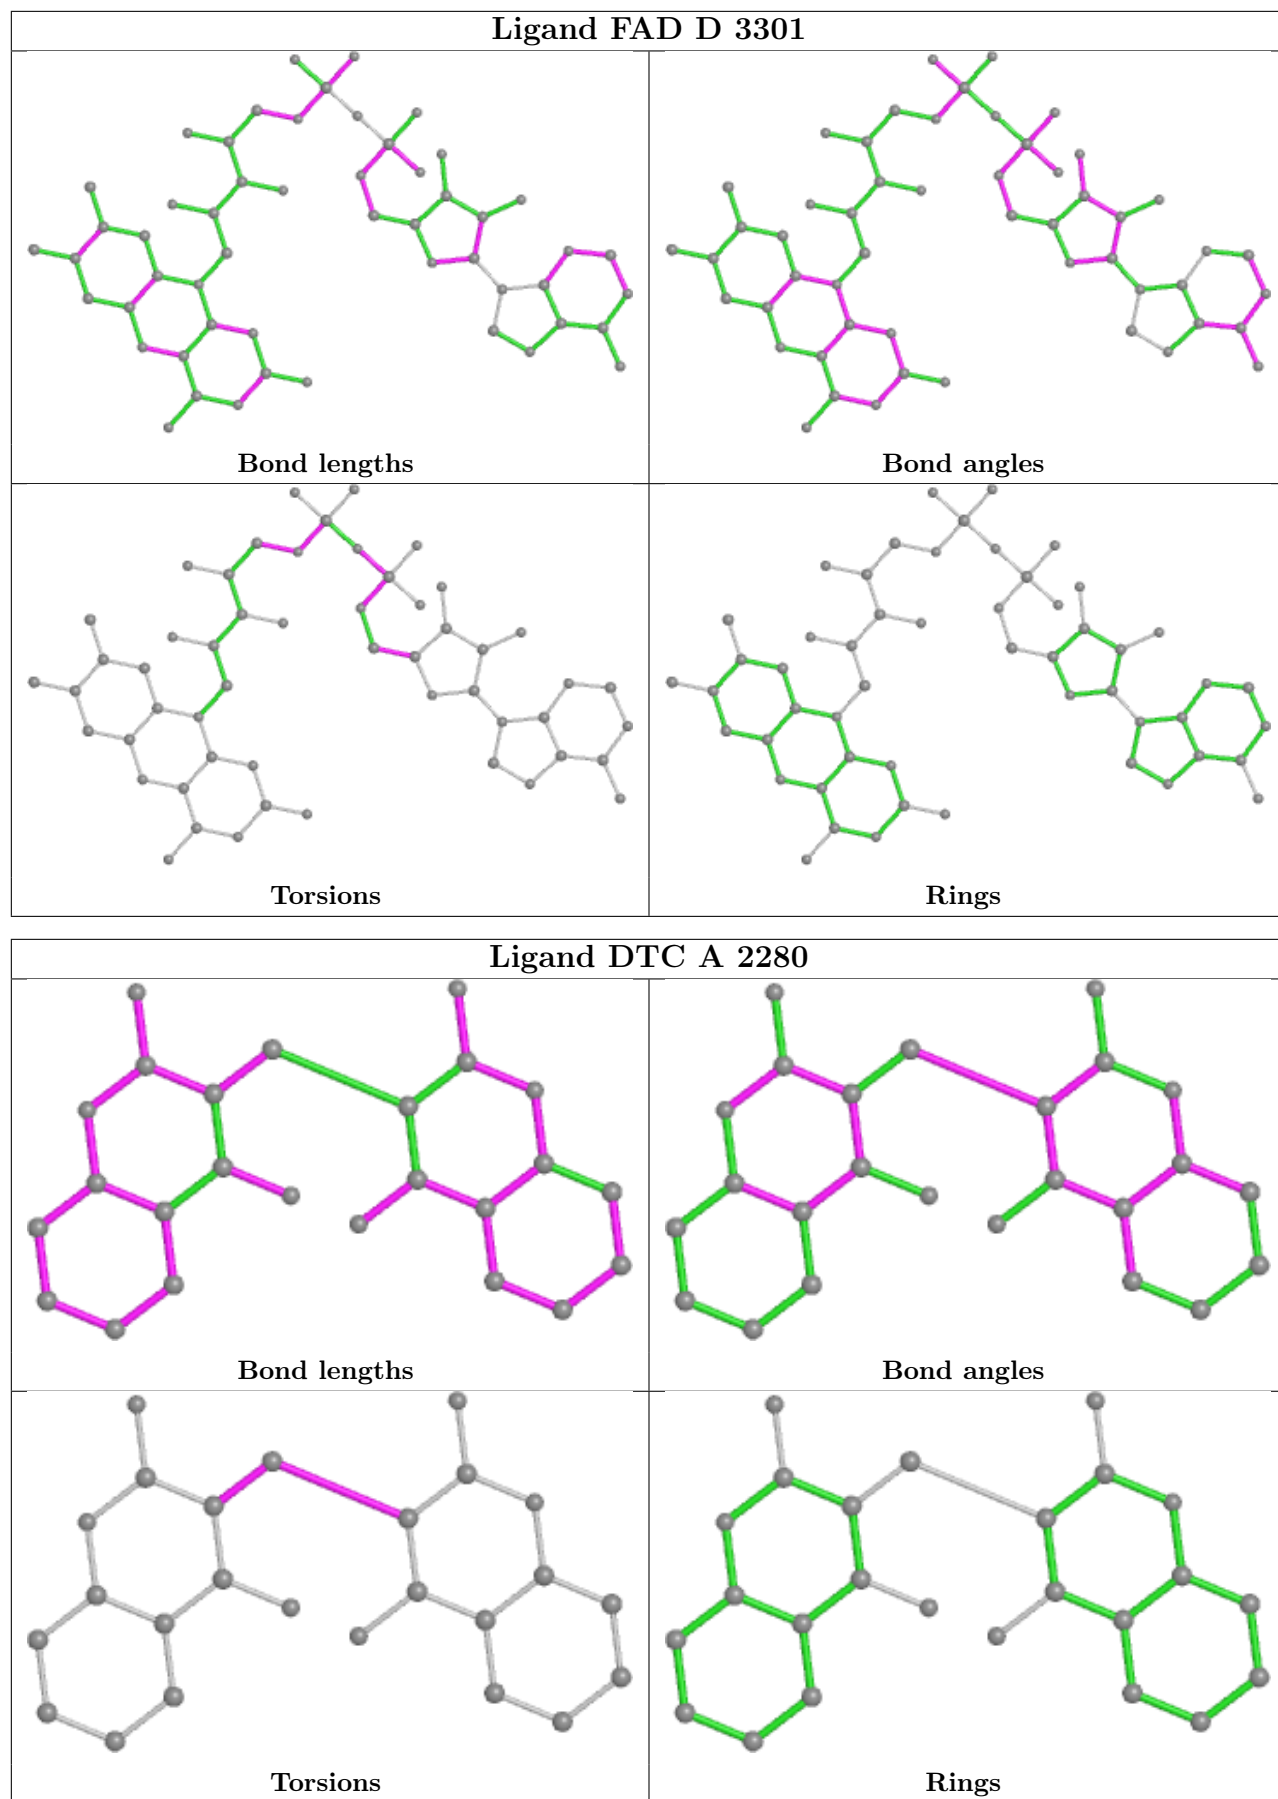 Ligand FAD D 3301
Bond lengths
Bond angles
Torsions
Rings
Ligand DTC A 2280
Bond lengths
Bond angles
Torsions
Rings